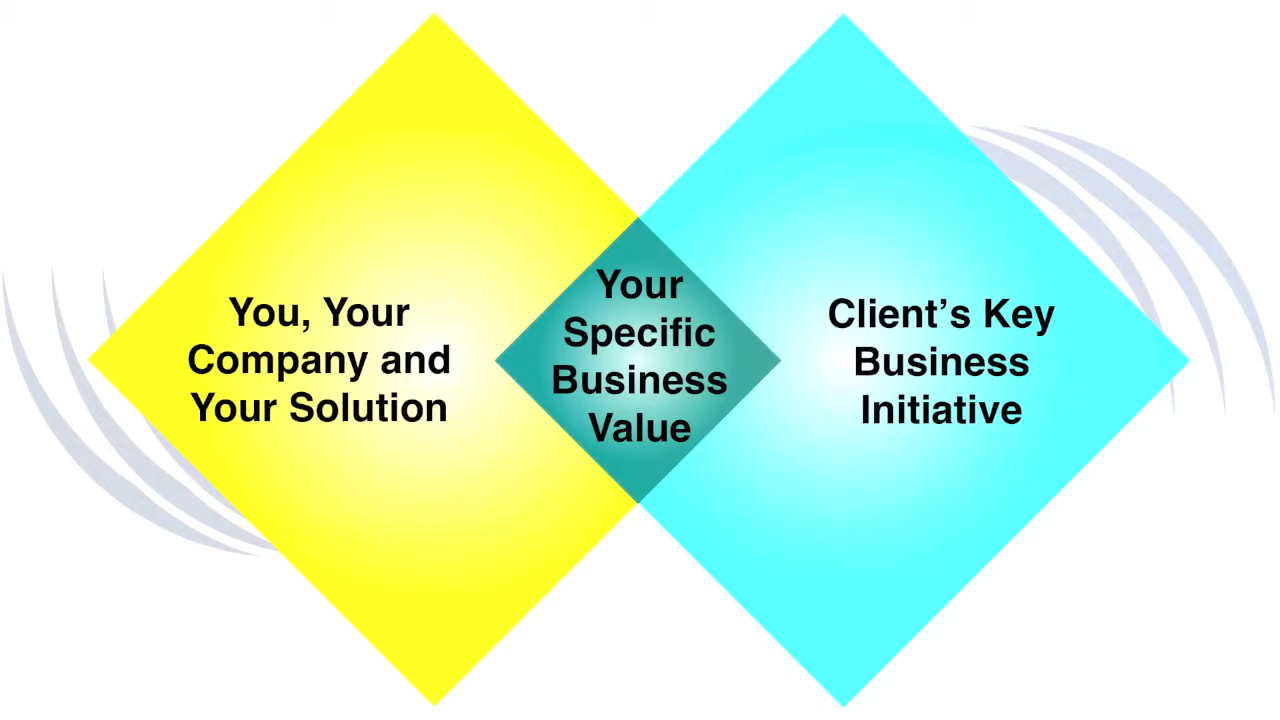 You, Your
Company and
Your Solution
Your
Specific
Business
Value
Client’s Key
Business
Initiative